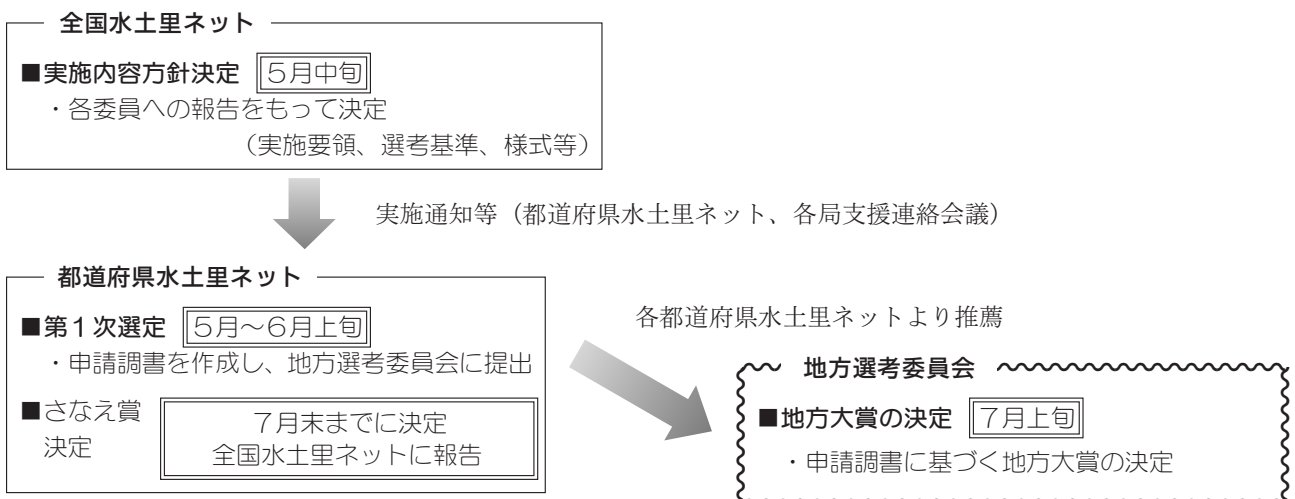 全国水土里ネット
■実施内容方針決定 5月中旬
・各委員への報告をもって決定
（実施要領、選考基準、様式等）
実施通知等（都道府県水土里ネット、各局支援連絡会議）
都道府県水土里ネット
■第1次選定 5月～6月上旬
・申請調書を作成し、地方選考委員会に提出
■さなえ賞
決定
7月末までに決定
全国水土里ネットに報告
各都道府県水土里ネットより推薦
地方選考委員会
■地方大賞の決定 7月上旬
・申請調書に基づく地方大賞の決定